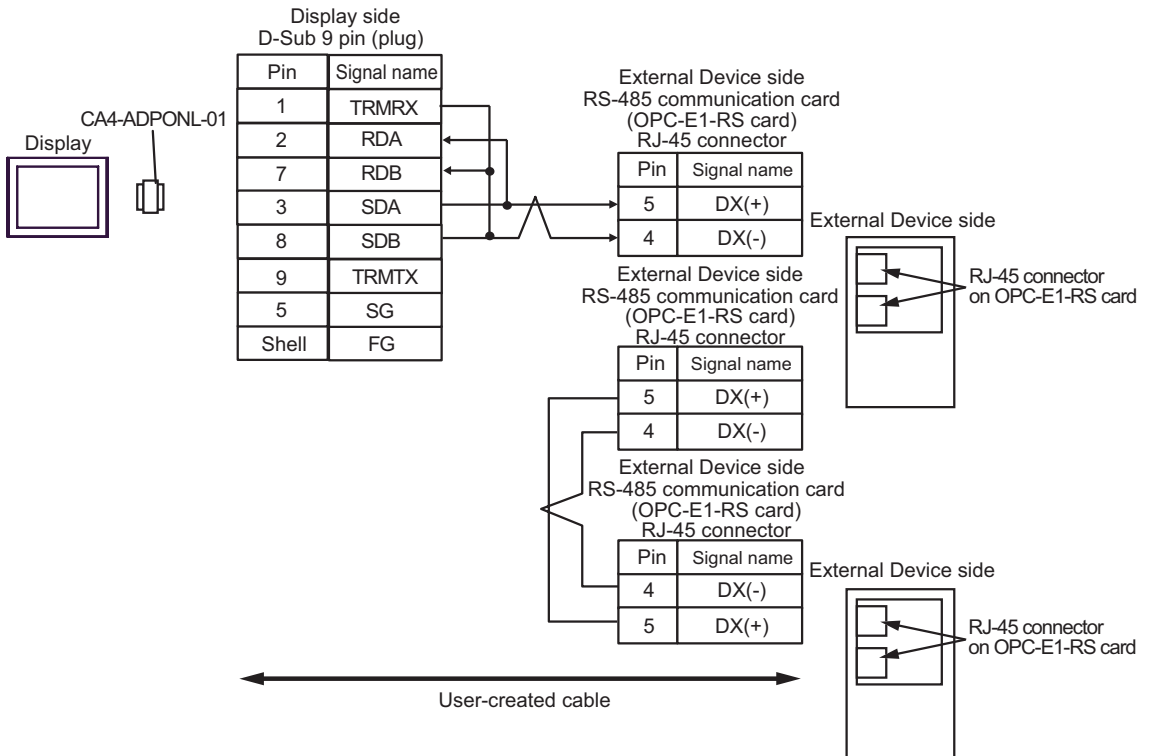 Display side
D-Sub 9 pin (plug)
Pin Signal name
1 TRMRX
2 RDA
7 RDB
3 SDA
8 SDB
9 TRMTX
5 SG
Shell FG
CA4-ADPONL-01
Display
External Device side
RS-485 communication card
(OPC-E1-RS card)
RJ-45 connector
Pin Signal name
5 DX(+)
4 DX(-)
External Device side
RJ-45 connector
on OPC-E1-RS card
External Device side
RS-485 communication card
(OPC-E1-RS card)
RJ-45 connector
Pin Signal name
5 DX(+)
4 DX(-)
External Device side
RS-485 communication card
(OPC-E1-RS card)
RJ-45 connector
Pin Signal name
4 DX(-)
5 DX(+)
External Device side
RJ-45 connector
on OPC-E1-RS card
User-created cable